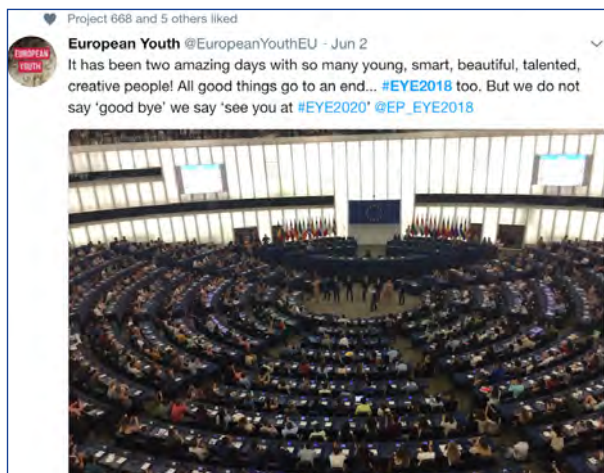 Project 668 and 5 others liked
European Youth @EuropeanYouthEU · Jun 2
EUROPEAN
YOUTH
It has been two amazing days with so many young, smart, beautiful, talented,
creative people! All good things go to an end... #EYE2018 too. But we do not
say ‘good bye’ we say ‘see you at #EYE2020’ @EP_EYE2018